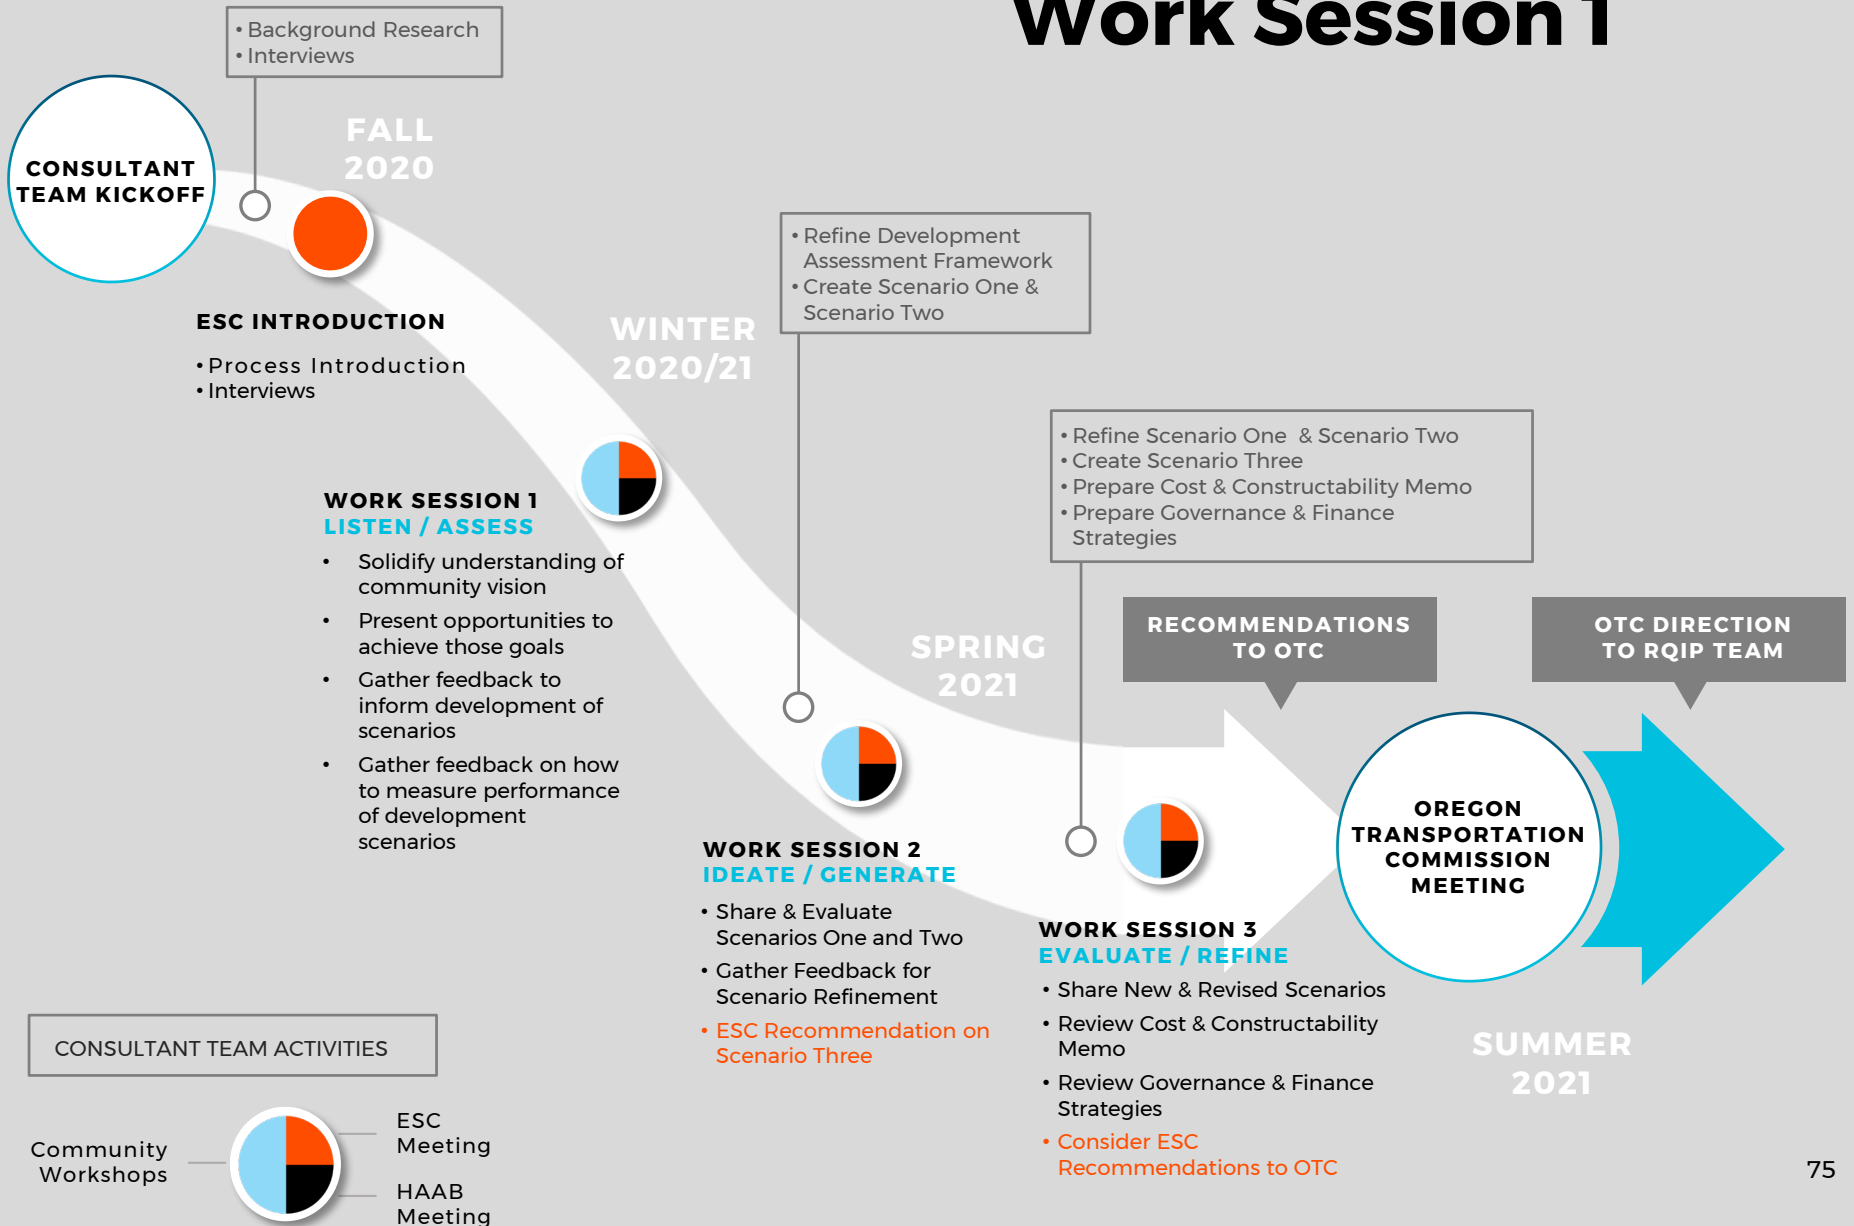 Work Session 1
• Background Research
• Interviews
CONSULTANT
TEAM KICKOFF
FALL
2020
ESC INTRODUCTION
• Process Introduction
• Interviews
WINTER
2020/21
• Refine Development
Assessment Framework
• Create Scenario One &
Scenario Two
WORK SESSION 1
LISTEN / ASSESS
• Solidify understanding of
community vision
• Present opportunities to
achieve those goals
• Gather feedback to
inform development of
scenarios
• Gather feedback on how
to measure performance
of development
scenarios
• Refine Scenario One & Scenario Two
• Create Scenario Three
• Prepare Cost & Constructability Memo
• Prepare Governance & Finance
Strategies
SPRING
2021
RECOMMENDATIONS
TO OTC
OTC DIRECTION
TO RQIP TEAM
OREGON
TRANSPORTATION
COMMISSION
MEETING
WORK SESSION 2
IDEATE / GENERATE
• Share & Evaluate
Scenarios One and Two
• Gather Feedback for
Scenario Refinement
• ESC Recommendation on
Scenario Three
WORK SESSION 3
EVALUATE / REFINE
• Share New & Revised Scenarios
• Review Cost & Constructability
Memo
• Review Governance & Finance
Strategies
• Consider ESC
Recommendations to OTC
SUMMER
2021
CONSULTANT TEAM ACTIVITIES
Community
Workshops
ESC
Meeting
HAAB
Meeting
75